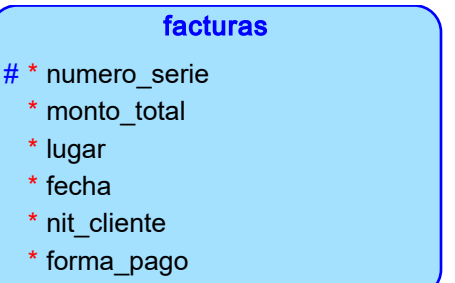 facturas
# * numero_serie
* monto_total
* lugar
* fecha
* nit_cliente
* forma_pago